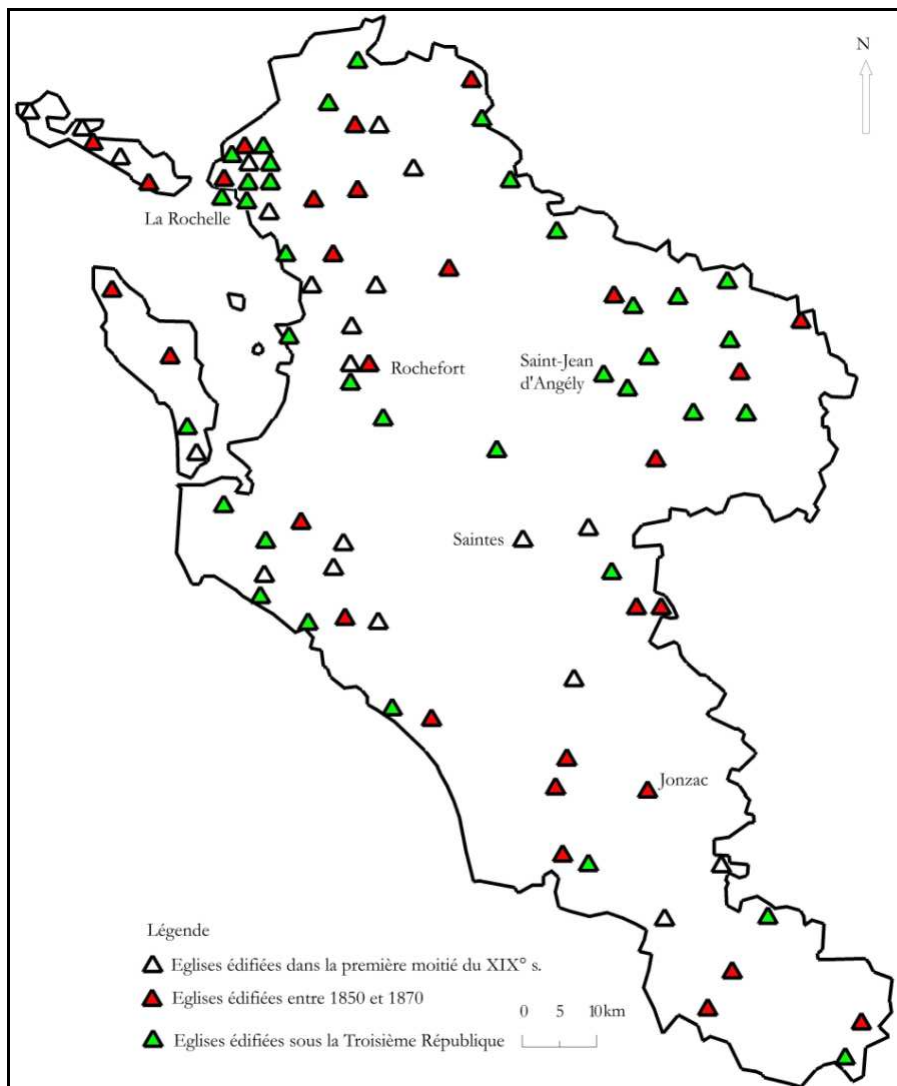 N
La Rochelle
Rochefort
Saint-Jean
d'Angély
Saintes
Jonzac
Légende
Eglises édifiées dans la première moitié du XIX° s.
Eglises édifiées entre 1850 et 1870
0 5 10km
Eglises édifiées sous la Troisième République